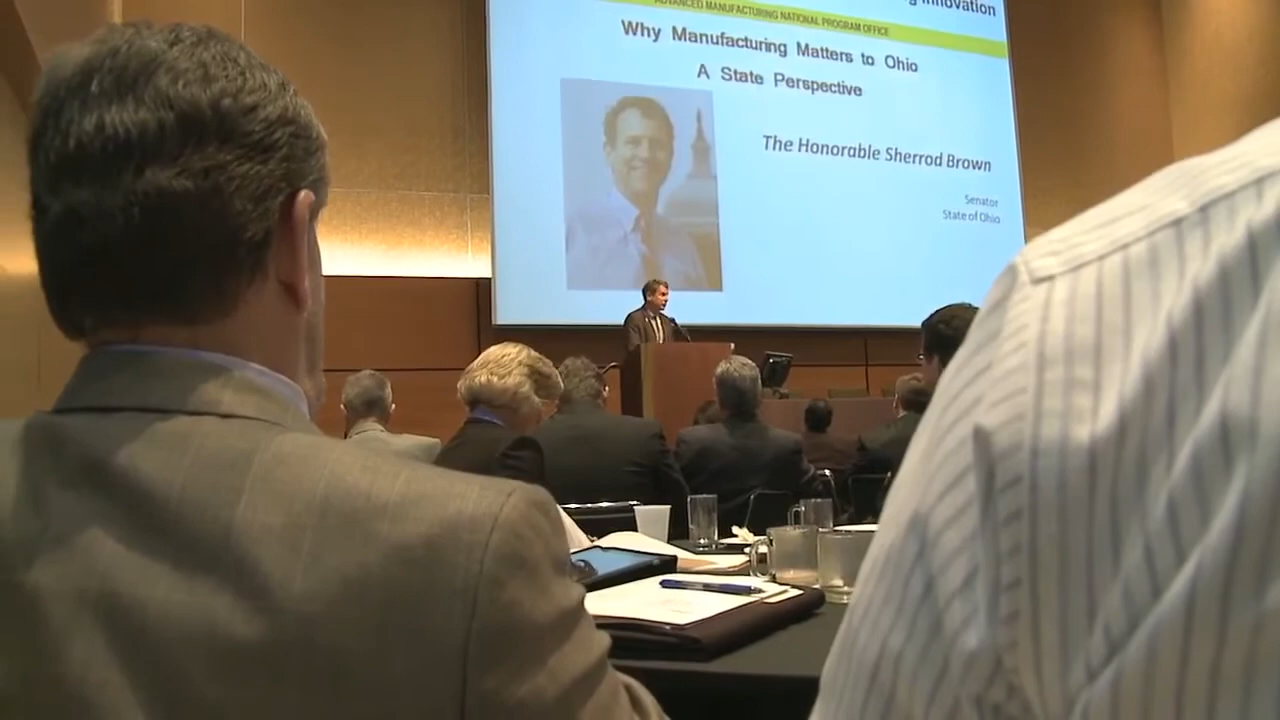 Innovation
ADVANCED MANUFACTURING NATIONAL PROGRAM OFFICE
Why Manufacturing Matters to Ohio
A State Perspective
The Honorable Sherrod Brown
Senator
State of Ohio